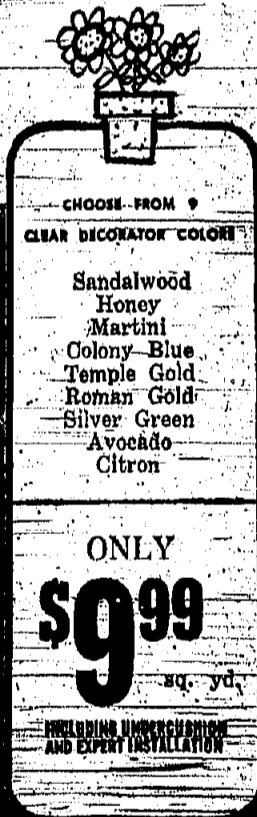 CHOOSE FROM 9
CLEAR DECORATOR COLORS
Sandalwood
Honey
Martini
Colony Blue
Temple Gold
Roman Gold
Silver Green
Avocado
Citron
ONLY
$9.99
sq. yd.
INCLUDING UNDERCUSHION
AND EXPERT INSTALLATION